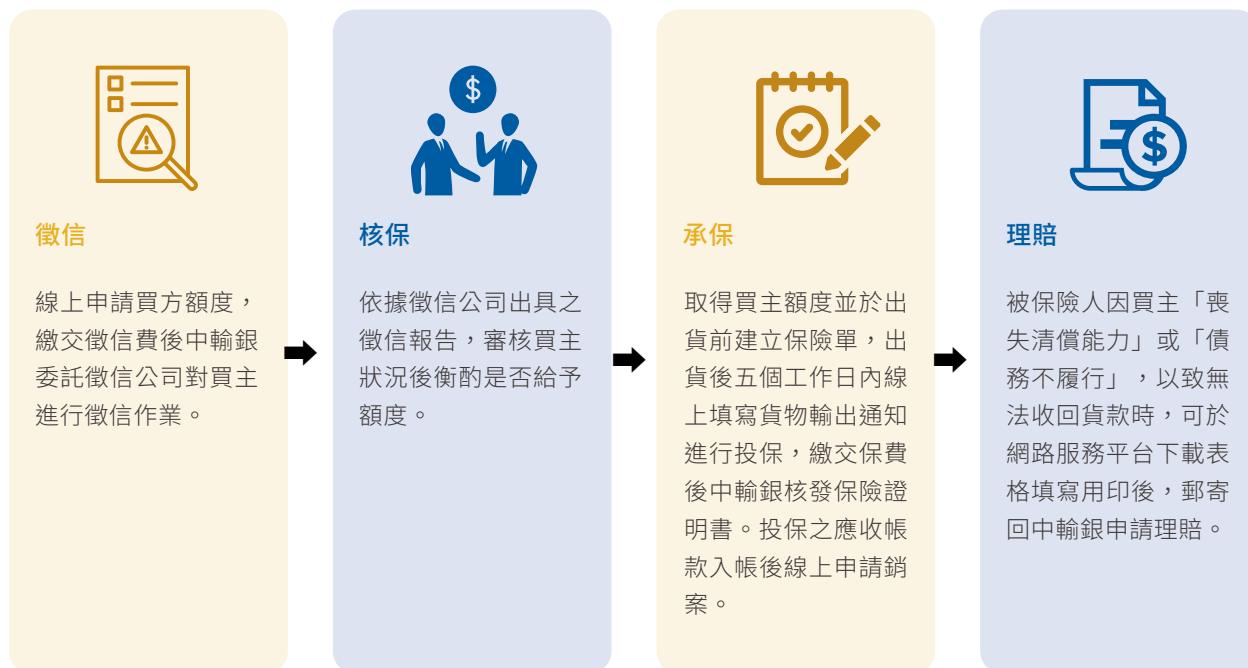 徵信
線上申請買方額度，
繳交徵信費後中輸銀
委託徵信公司對買主
進行徵信作業。
核保
依據徵信公司出具之
徵信報告，審核買主
狀況後衡酌是否給予
額度。
承保
取得買主額度並於出
貨前建立保險單，出
貨後五個工作日內線
上填寫貨物輸出通知
進行投保，繳交保費
後中輸銀核發保險證
明書。投保之應收帳
款入帳後線上申請銷
案。
理賠
被保險人因買主「喪
失清償能力」或「債
務不履行」，以致無
法收回貨款時，可於
網路服務平台下載表
格填寫用印後，郵寄
回中輸銀申請理賠。